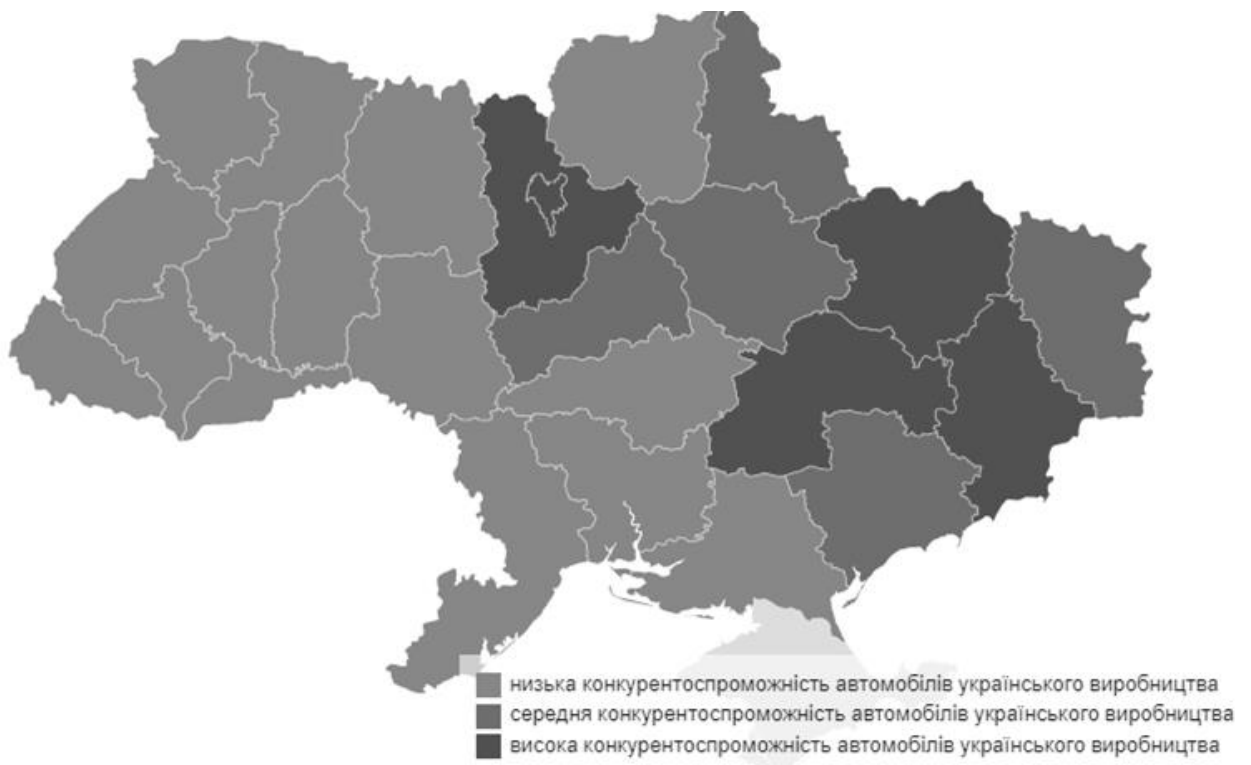 низька конкурентоспроможність автомобілів українського виробництва
середня конкурентоспроможність автомобілів українського виробництва
висока конкурентоспроможність автомобілів українського виробництва